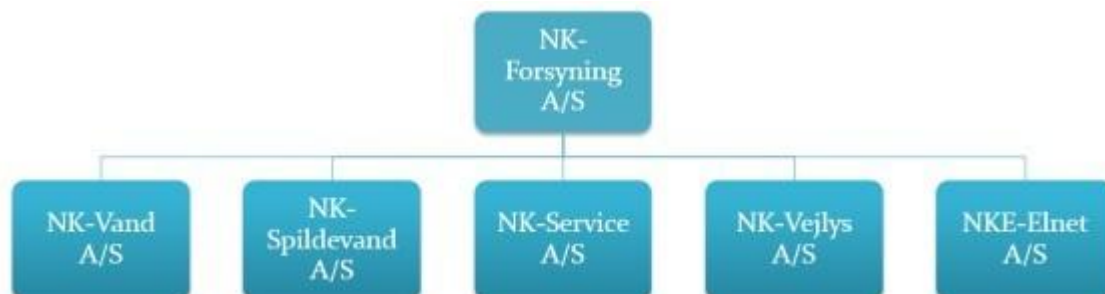 NK-
Forsyning
A/S
NK-Vand
A/S
NK-
Spildevand
A/S
NK-Service
A/S
NK-Vejlys
A/S
NKE-Elnet
A/S